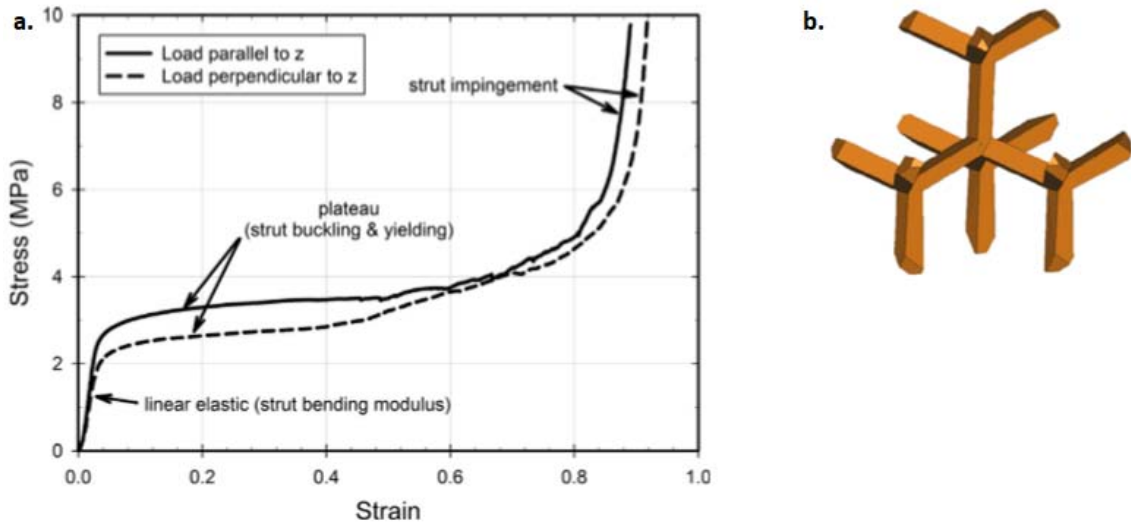 a.
b.
10
8
6
4
2
0
Stress (MPa)
Load parallel to z
Load perpendicular to z
strut impingement
plateau
(strut buckling & yielding)
linear elastic (strut bending modulus)
0.0
0.2
0.4
0.6
0.8
1.0
Strain